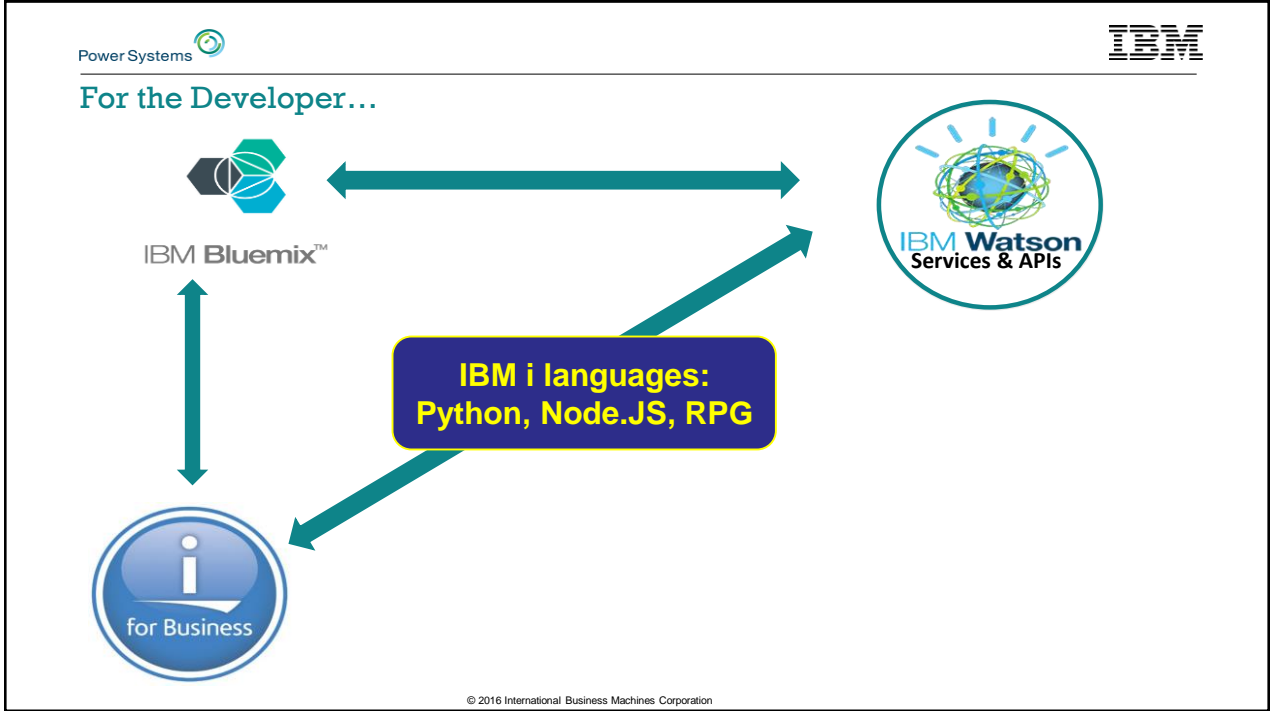 Power Systems
IBM
For the Developer…
IBM Bluemix™
IBM Watson
Services & APIs
IBM i languages:
Python, Node.JS, RPG
i
for Business
© 2016 International Business Machines Corporation